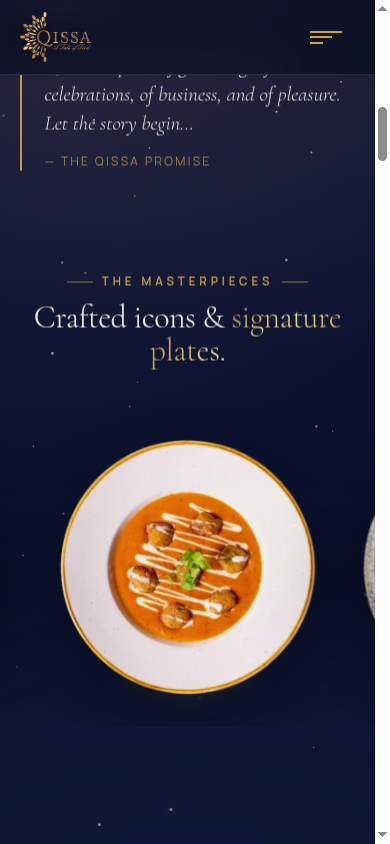 QISSA
celebrations, of business, and of pleasure.
Let the story begin...
— THE QISSA PROMISE
THE MASTERPIECES
Crafted icons & signature
plates.